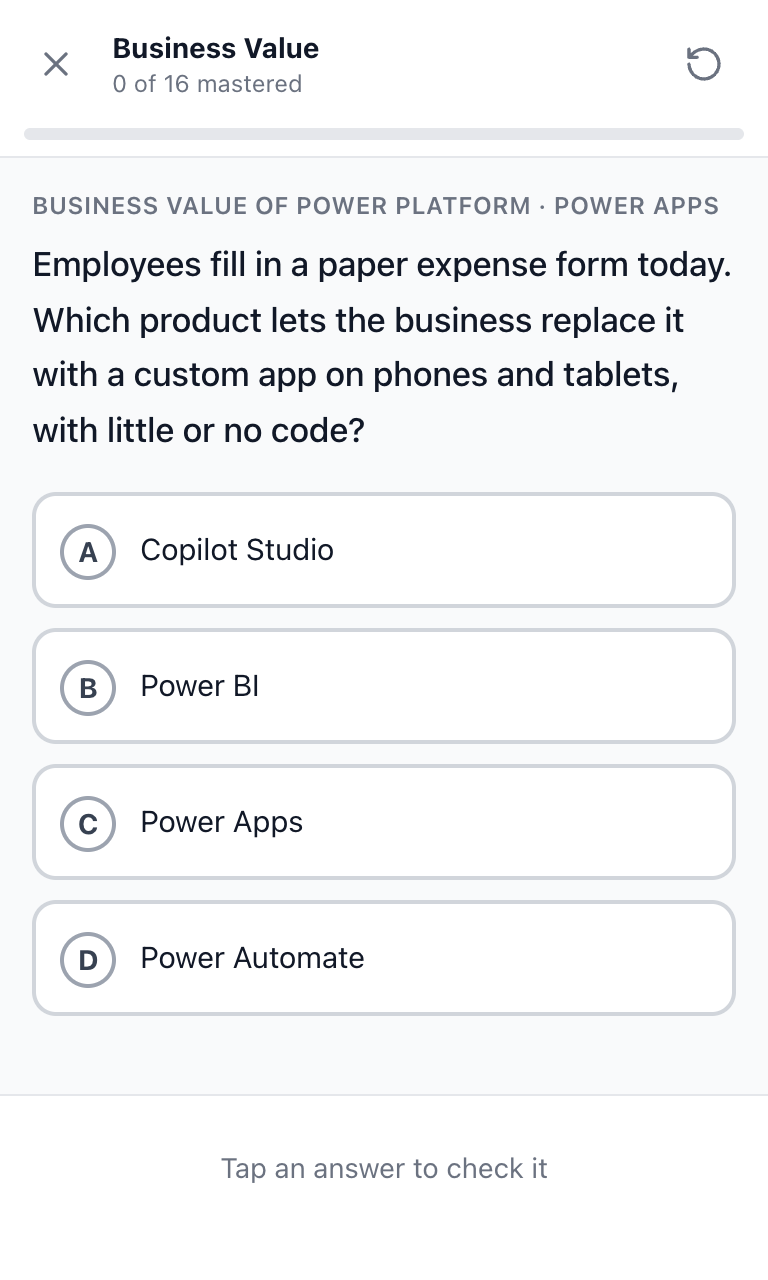 Business Value
0 of 16 mastered
BUSINESS VALUE OF POWER PLATFORM · POWER APPS
Employees fill in a paper expense form today.
Which product lets the business replace it
with a custom app on phones and tablets,
with little or no code?
A Copilot Studio
B Power BI
C Power Apps
D Power Automate
Tap an answer to check it